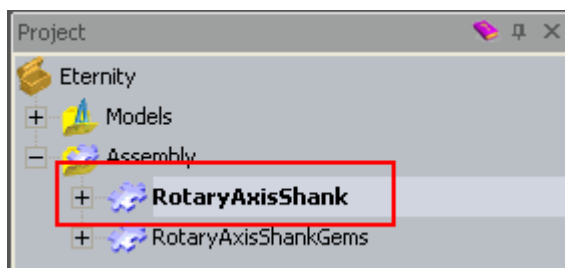 Project
Eternity
Models
Assembly
RotaryAxisShank
RotaryAxisShankGems